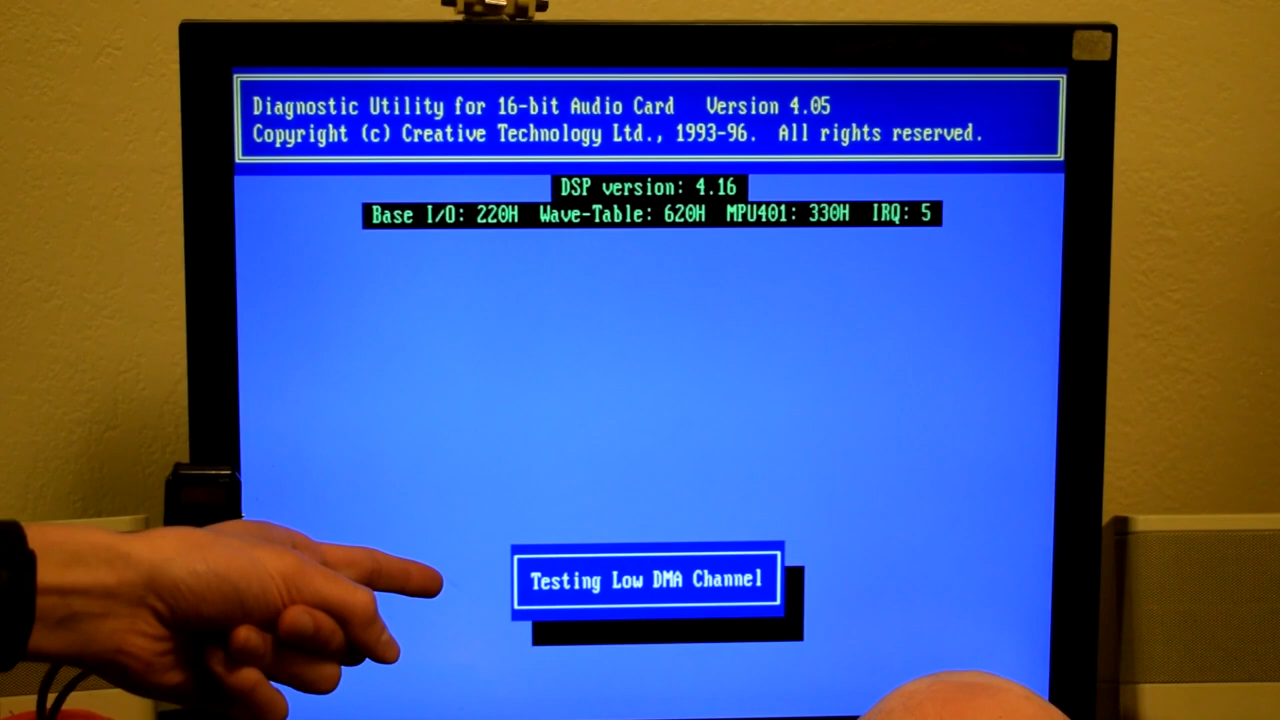 Diagnostic Utility for 16-bit Audio Card   Version 4.05
Copyright (c) Creative Technology Ltd., 1993-96.  All rights reserved.
DSP version: 4.16
Base I/O: 220H  Wave-Table: 620H  MPU401: 330H  IRQ: 5
Testing Low DMA Channel